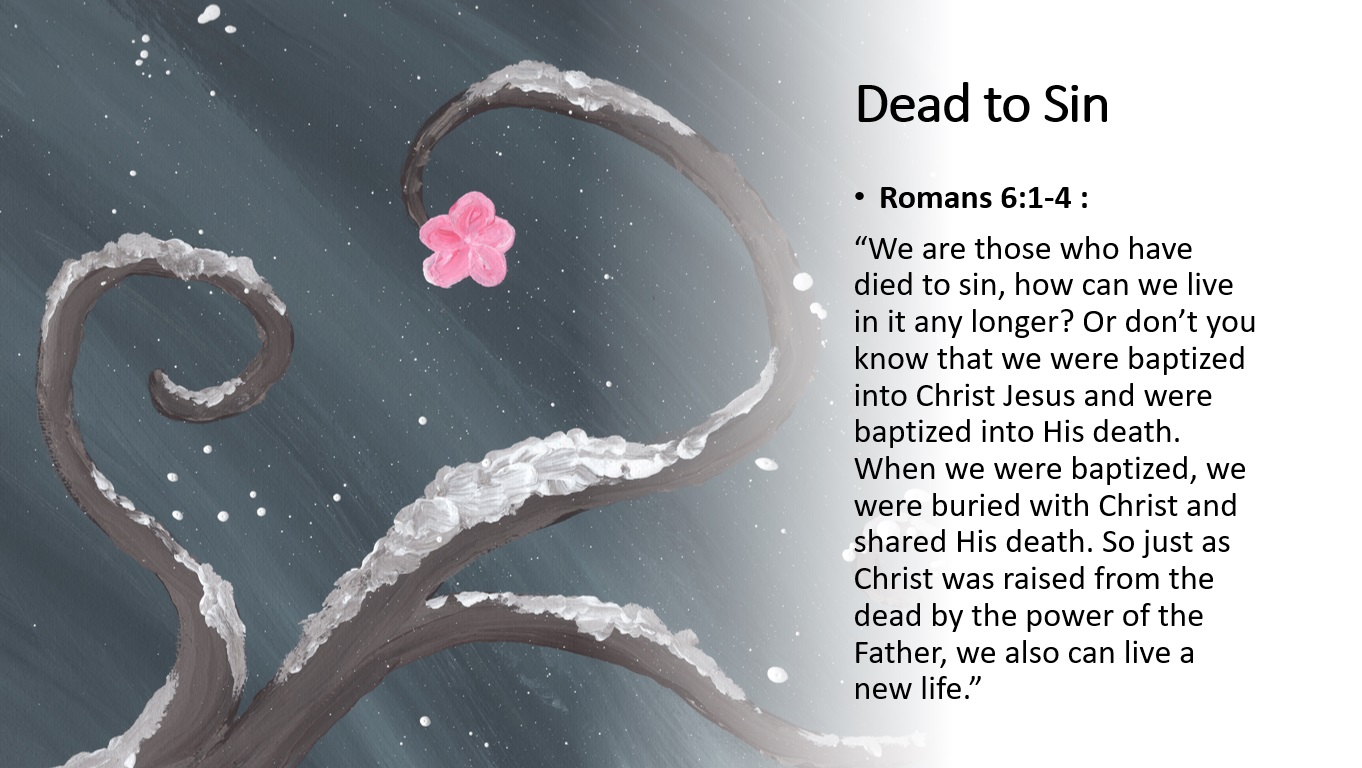 Dead to Sin
• Romans 6:1-4 :
“We are those who have
died to sin, how can we live
in it any longer? Or don’t you
know that we were baptized
into Christ Jesus and were
baptized into His death.
When we were baptized, we
were buried with Christ and
shared His death. So just as
Christ was raised from the
dead by the power of the
Father, we also can live a
new life.”